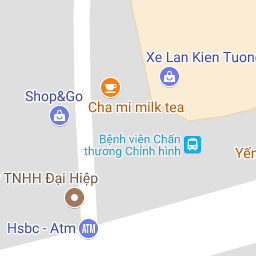 Xe Lan Kien Tuong
Shop&Go
Cha mi milk tea
Bệnh viện Chấn
thương Chỉnh hình
Yến
TNHH Đại Hiệp
Hsbc - Atm
ATM